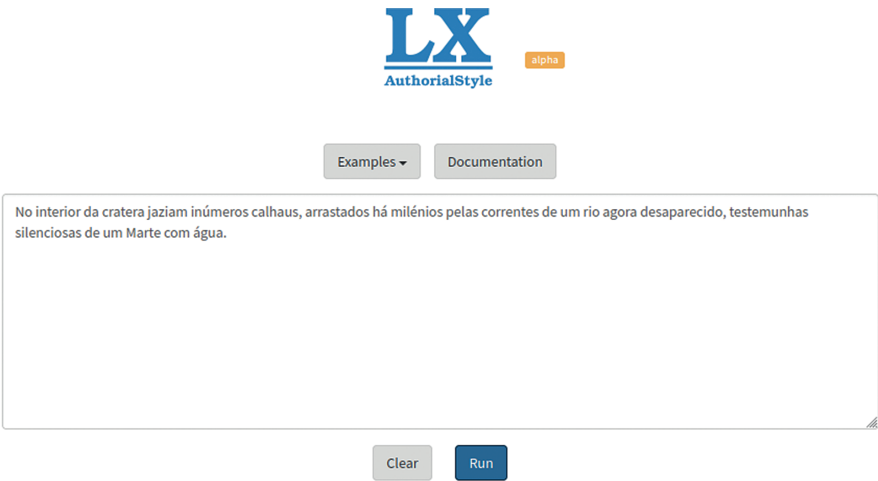 LX
AuthorialStyle
alpha
Examples
Documentation
No interior da cratera jaziam inúmeros calhaus, arrastados há milénios pelas correntes de um rio agora desaparecido, testemunhas
silenciosas de um Marte com água.
Clear
Run